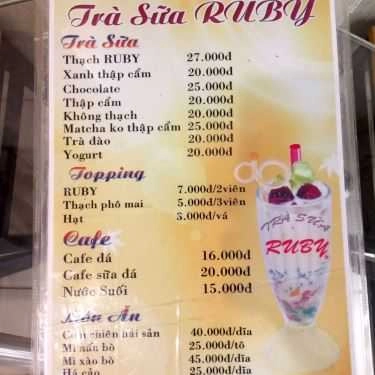 Trà Sữa RUBY
Trà Sữa
Thạch RUBY 27.000đ
Xanh thập cẩm 20.000đ
Chocolate 25.000đ
Thập cẩm 20.000đ
Không thạch 20.000đ
Matcha ko thập cẩm 25.000đ
Trà đào 20.000đ
Yogurt 20.000đ
Topping
RUBY 7.000đ/2viên
Thạch phô mai 5.000đ/3viên
Hạt 3.000đ/vá
Cafe
Cafe đá 16.000đ
Cafe sữa đá 20.000đ
Nước Suối 15.000đ
TRÀ SỮA
RUBY
Món Ăn
Cơm chiên hải sản 40.000đ/dĩa
Mì nấu bò 25.000đ/tô
Mì xào bò 45.000đ/dĩa
Há cảo 25.000đ/dĩa